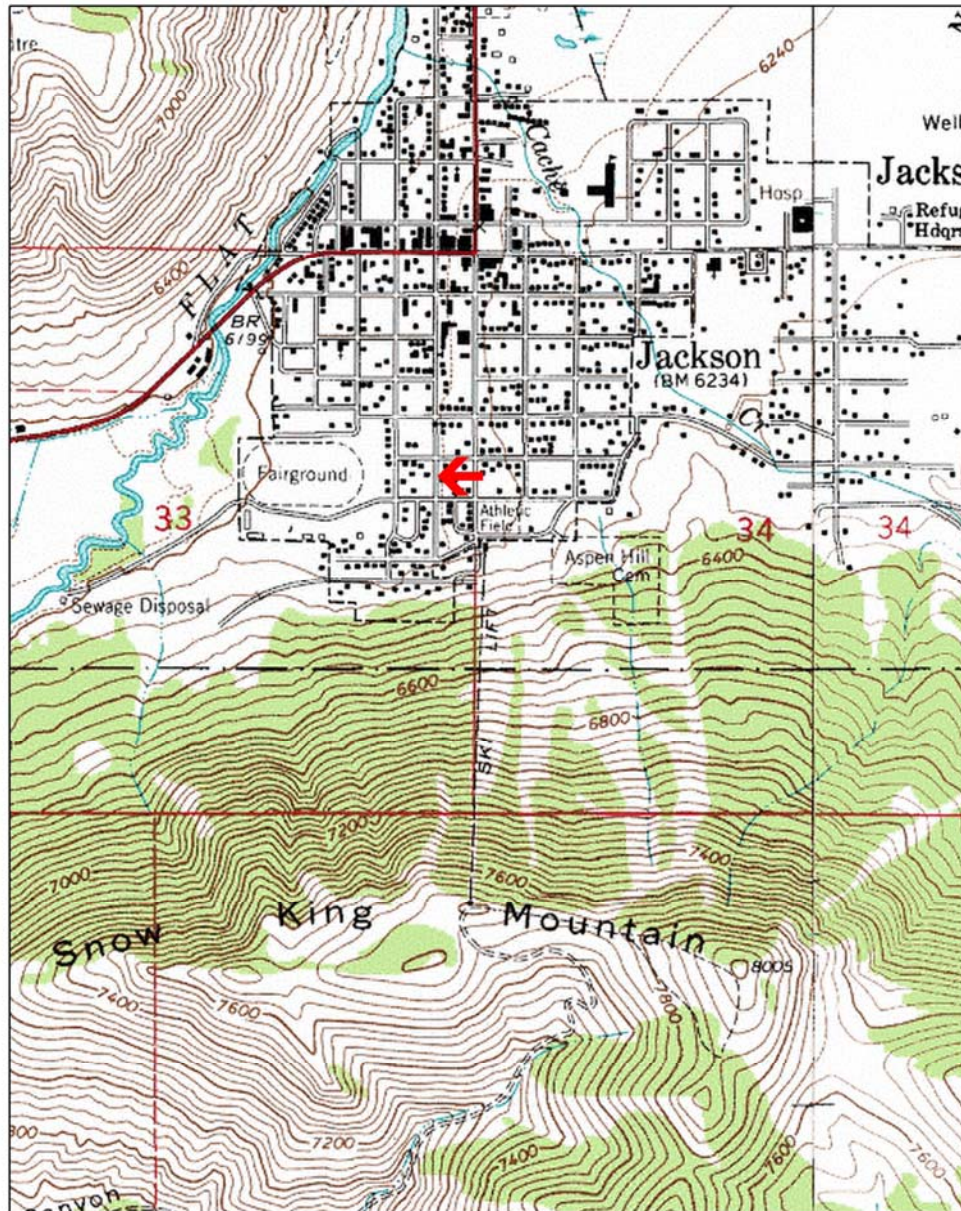 tre
7000
6240
Cache
Well
Jacks
Hosp
Refug
Hdqrs
6400
FLAT
BR
6199
Jackson
(BM 6234)
Cr
Fairground
33
Athletic
Field
34
34
Aspen Hill
Cem
6400
Sewage Disposal
SKI LIFT
6600
6800
7200
7400
7000
7600
Snow King Mountain
8005
7400
7600
7800
7200
7400
7600
7600
Canyon